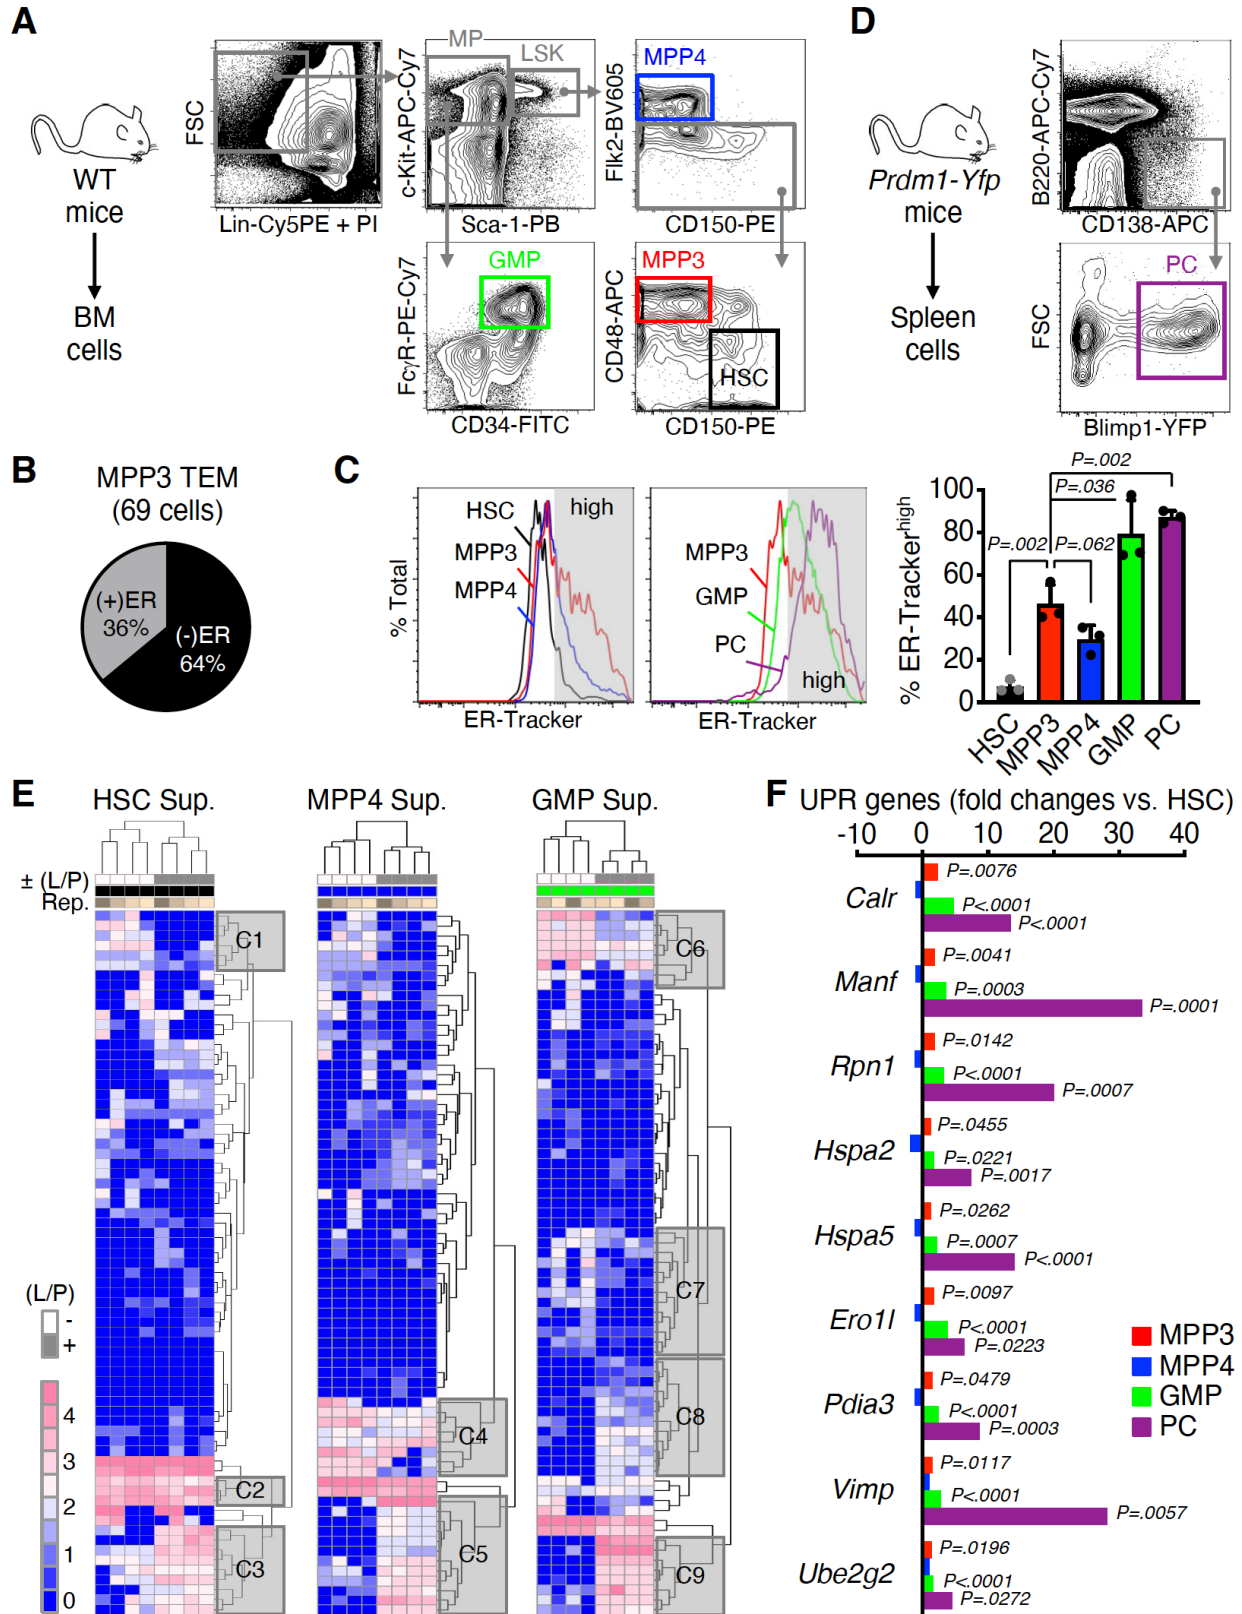 A
WT
mice
BM
cells
FSC
Lin-Cy5PE + PI
MP
LSK
c-Kit-APC-Cy7
Sca-1-PB
MPP4
Flk2-BV605
CD150-PE
GMP
FcγR-PE-Cy7
CD34-FITC
MPP3
HSC
CD48-APC
CD150-PE
D
Prdm1-Yfp
mice
Spleen
cells
B220-APC-Cy7
CD138-APC
PC
FSC
Blimp1-YFP
B
MPP3 TEM
(69 cells)
(+)ER
36%
(-)ER
64%
C
% Total
HSC
MPP3
MPP4
high
ER-Tracker
MPP3
GMP
PC
high
ER-Tracker
% ER-Trackerhigh
100
80
60
40
20
0
P=.002
P=.036
P=.002
P=.062
HSC
MPP3
MPP4
GMP
PC
E
HSC Sup.
MPP4 Sup.
GMP Sup.
± (L/P)
Rep.
C1
C2
C3
C4
C5
C6
C7
C8
C9
(L/P)
-
+
4
3
2
1
0
F
UPR genes (fold changes vs. HSC)
-10
0
10
20
30
40
Calr
P=.0076
P<.0001
P<.0001
Manf
P=.0041
P=.0003
P=.0001
Rpn1
P=.0142
P<.0001
P=.0007
Hspa2
P=.0455
P=.0221
P=.0017
Hspa5
P=.0262
P=.0007
P<.0001
Ero1l
P=.0097
P<.0001
P=.0223
Pdia3
P=.0479
P<.0001
P=.0003
Vimp
P=.0117
P<.0001
P=.0057
Ube2g2
P=.0196
P<.0001
P=.0272
MPP3
MPP4
GMP
PC